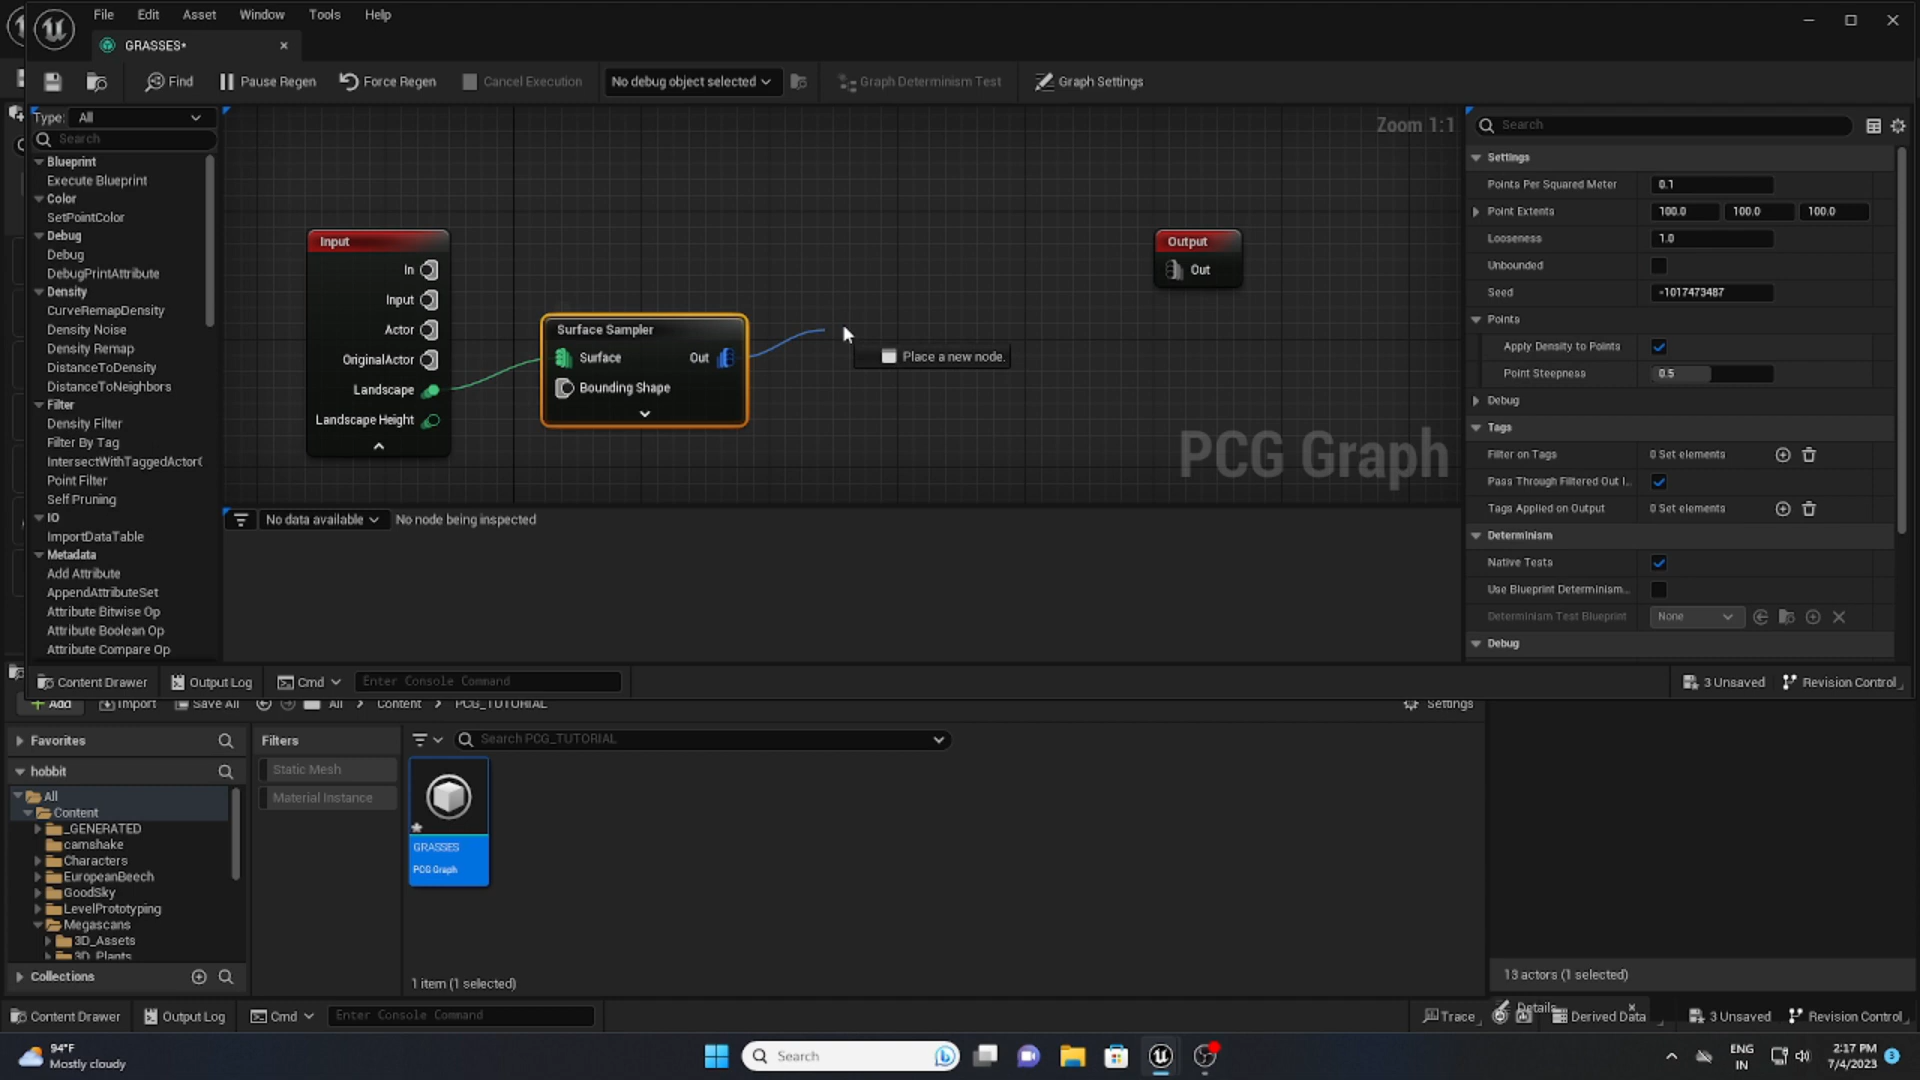 File Edit Asset Window Tools Help
GRASSES*
Find Pause Regen Force Regen Cancel Execution No debug object selected Graph Determinism Test Graph Settings
Type: All
Search
Blueprint
Execute Blueprint
Color
SetPointColor
Debug
Debug
DebugPrintAttribute
Density
CurveRemapDensity
Density Noise
Density Remap
DistanceToDensity
DistanceToNeighbors
Filter
Density Filter
Filter By Tag
IntersectWithTaggedActor(
Point Filter
Self Pruning
IO
ImportDataTable
Metadata
Add Attribute
AppendAttributeSet
Attribute Bitwise Op
Attribute Boolean Op
Attribute Compare Op
Zoom 1:1
Input
In
Input
Actor
OriginalActor
Landscape
Landscape Height
Surface Sampler
Surface Out
Bounding Shape
Place a new node.
Output
Out
PCG Graph
No data available No node being inspected
Search
Settings
Points Per Squared Meter 0.1
Point Extents 100.0 100.0 100.0
Looseness 1.0
Unbounded
Seed -1017473487
Points
Apply Density to Points
Point Steepness 0.5
Debug
Tags
Filter on Tags 0 Set elements
Pass Through Filtered Out I..
Tags Applied on Output 0 Set elements
Determinism
Native Tests
Use Blueprint Determinism...
Determinism Test Blueprint None
Debug
Content Drawer Output Log Cmd Enter Console Command 3 Unsaved Revision Control
Add Import Save All All > Content > PCG_TUTORIAL Settings
Favorites
hobbit
All
Content
_GENERATED
camshake
Characters
EuropeanBeech
GoodSky
LevelPrototyping
Megascans
3D_Assets
3D_Plants
Collections
Filters
Static Mesh
Material Instance
Search PCG_TUTORIAL
GRASSES
PCG Graph
1 item (1 selected)
13 actors (1 selected)
Details
Content Drawer Output Log Cmd Enter Console Command Trace Derived Data 3 Unsaved Revision Control
94°F
Mostly cloudy
Search
ENG
IN
2:17 PM
7/4/2023
3